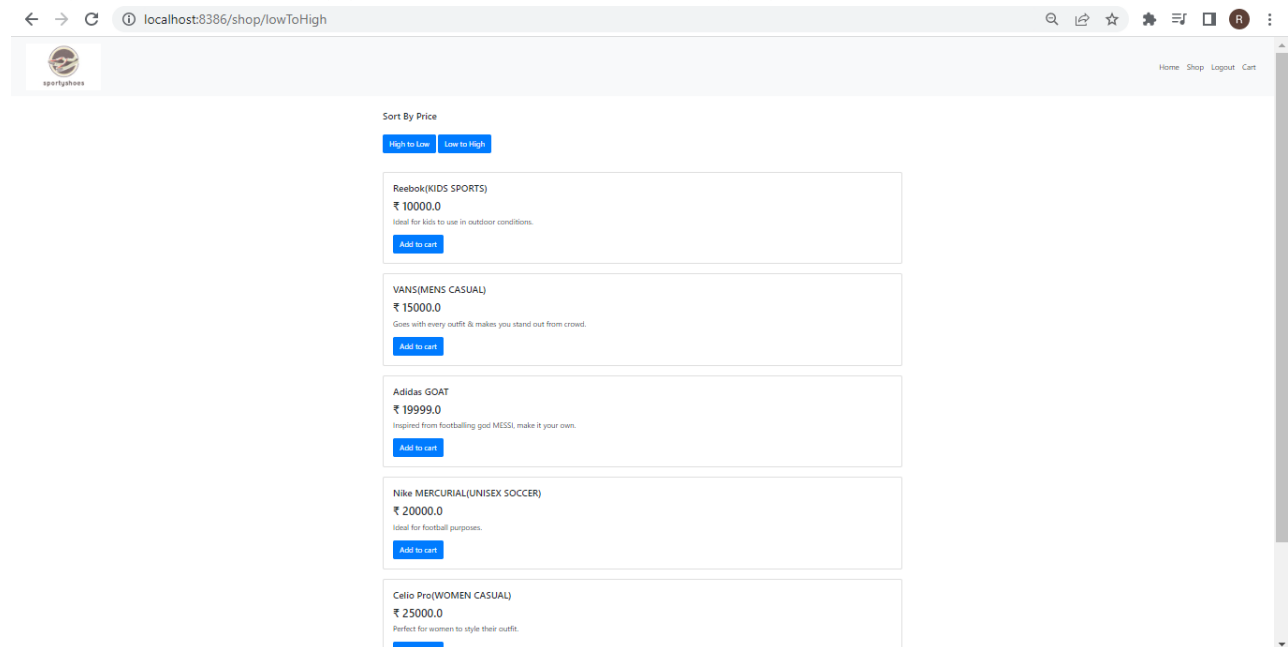 localhost:8386/shop/lowToHigh
R
sportyshoes
Home Shop Logout Cart
Sort By Price
High to Low Low to High
Reebok(KIDS SPORTS)
₹ 10000.0
Ideal for kids to use in outdoor conditions.
Add to cart
VANS(MENS CASUAL)
₹ 15000.0
Goes with every outfit & makes you stand out from crowd.
Add to cart
Adidas GOAT
₹ 19999.0
Inspired from footballing god MESSI, make it your own.
Add to cart
Nike MERCURIAL(UNISEX SOCCER)
₹ 20000.0
Ideal for football purposes.
Add to cart
Celio Pro(WOMEN CASUAL)
₹ 25000.0
Perfect for women to style their outfit.